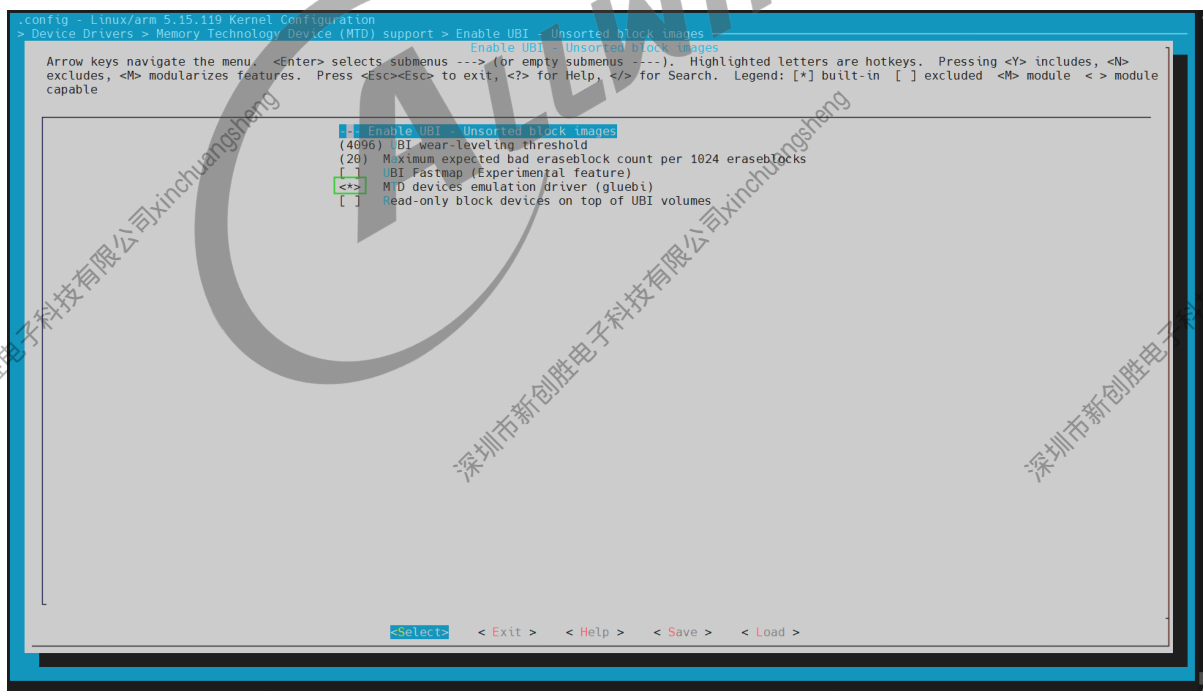 .config - Linux/arm 5.15.119 Kernel Configuration
> Device Drivers > Memory Technology Device (MTD) support > Enable UBI - Unsorted block images
Enable UBI - Unsorted block images
Arrow keys navigate the menu. <Enter> selects submenus ---> (or empty submenus ----). Highlighted letters are hotkeys. Pressing <Y> includes, <N>
excludes, <M> modularizes features. Press <Esc><Esc> to exit, <?> for Help, </> for Search. Legend: [*] built-in [ ] excluded <M> module < > module
capable
--- Enable UBI - Unsorted block images
(4096) UBI wear-leveling threshold
(20) Maximum expected bad eraseblock count per 1024 eraseblocks
[ ] UBI Fastmap (Experimental feature)
<*> MTD devices emulation driver (gluebi)
[ ] Read-only block devices on top of UBI volumes
<Select> < Exit > < Help > < Save > < Load >
ALLWI
深圳市新创胜电子科技有限公司xinchuangsheng
深圳市新创胜电子科技有限公司xinchuangsheng
深圳市新创胜电子科